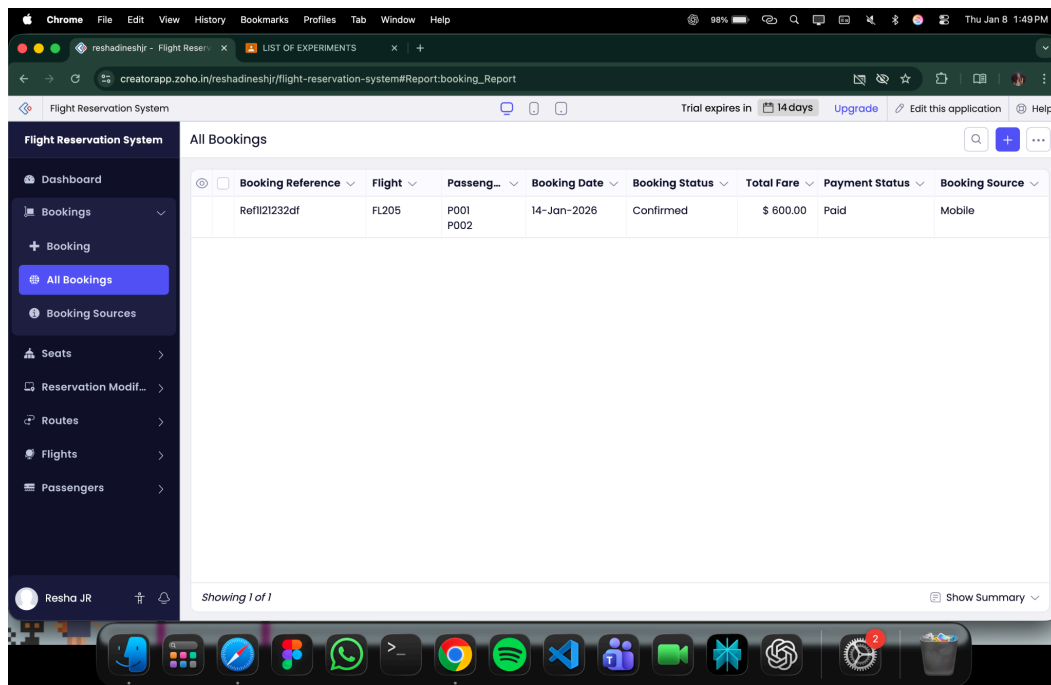 Chrome File Edit View History Bookmarks Profiles Tab Window Help 98% Thu Jan 8 1:49 PM
reshadineshjr - Flight Reserv × LIST OF EXPERIMENTS × +
creatorapp.zoho.in/reshadineshjr/flight-reservation-system#Report:booking_Report
Flight Reservation System Trial expires in 14 days Upgrade Edit this application Help
Flight Reservation System
All Bookings
Dashboard
Bookings
Booking
All Bookings
Booking Sources
Seats
Reservation Modif...
Routes
Flights
Passengers
Resha JR
Booking Reference Flight Passeng... Booking Date Booking Status Total Fare Payment Status Booking Source
Ref1l21232df FL205 P001 14-Jan-2026 Confirmed $ 600.00 Paid Mobile
P002
Showing 1 of 1 Show Summary
2